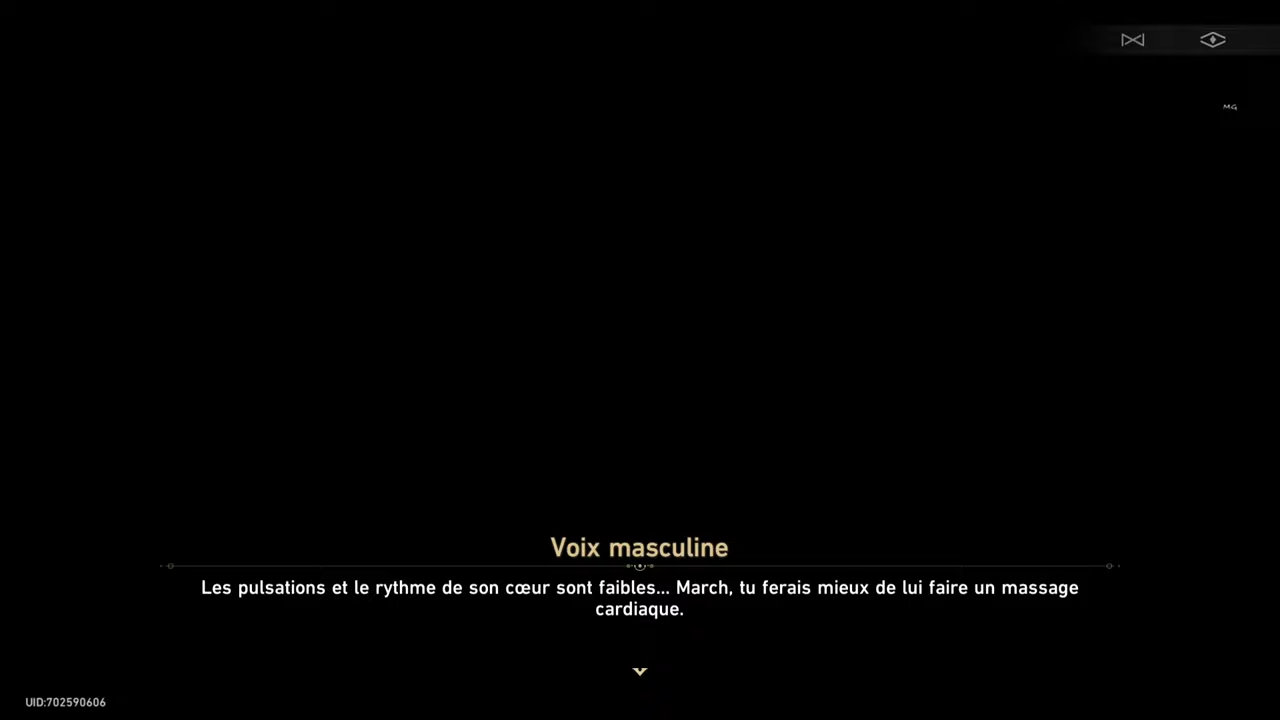 MG
Voix masculine
Les pulsations et le rythme de son cœur sont faibles... March, tu ferais mieux de lui faire un massage
cardiaque.
UID:702590606